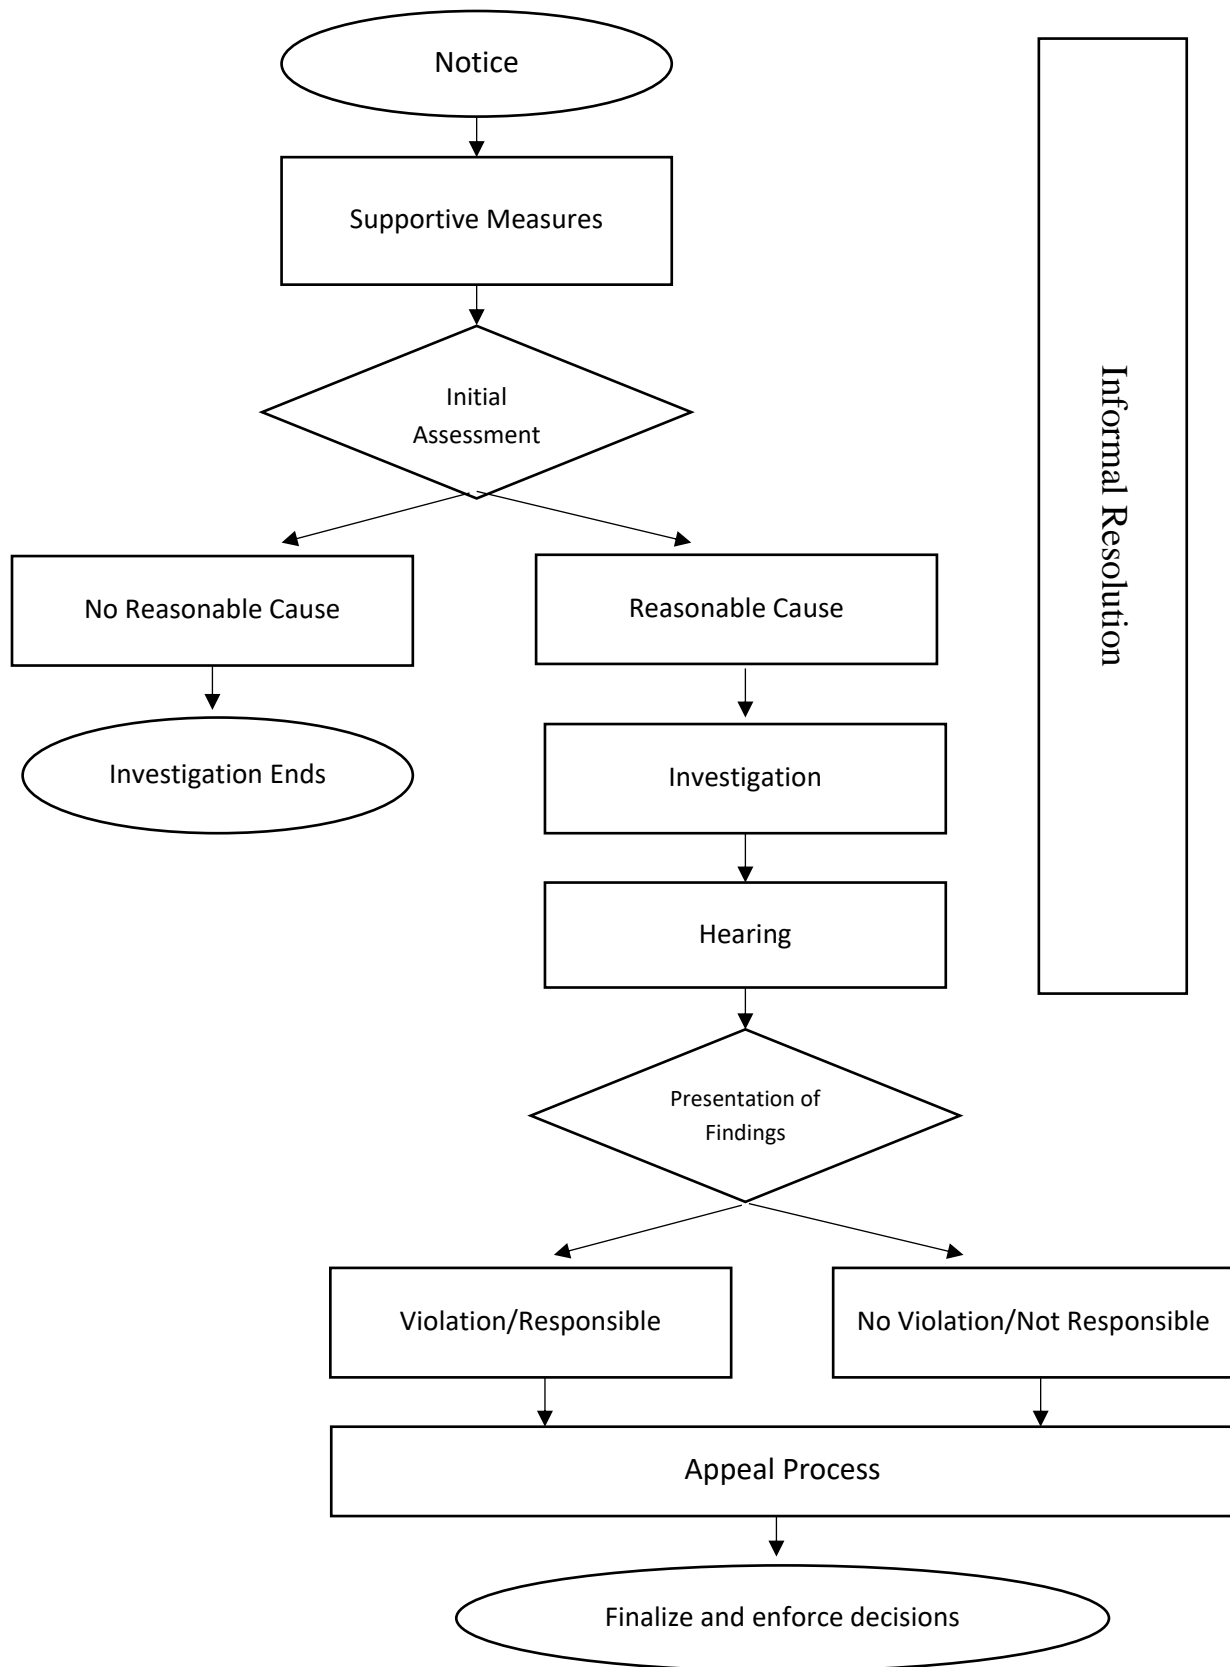 Notice
Supportive Measures
Initial
Assessment
No Reasonable Cause
Reasonable Cause
Investigation Ends
Investigation
Hearing
Informal Resolution
Presentation of
Findings
Violation/Responsible
No Violation/Not Responsible
Appeal Process
Finalize and enforce decisions